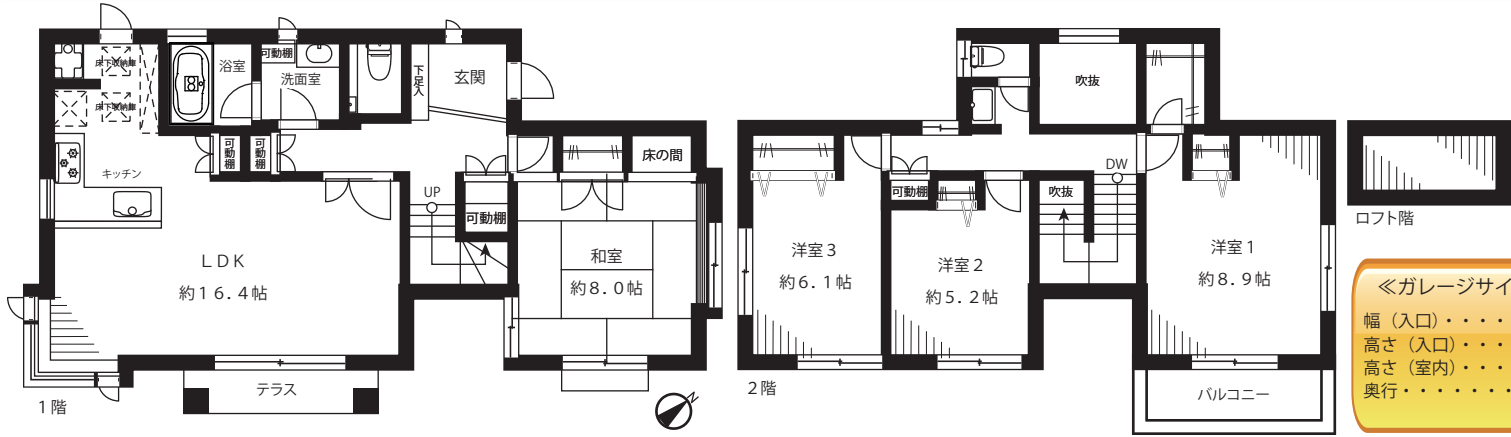 床下収納庫
床下収納庫
浴室
可動棚
洗面室
下足入
玄関
可動棚
可動棚
キッチン
床の間
UP
可動棚
LDK
約16.4帖
和室
約8.0帖
テラス
1階
N
吹抜
DW
可動棚
吹抜
洋室3
約6.1帖
洋室2
約5.2帖
洋室1
約8.9帖
バルコニー
2階
ロフト階
≪ガレージサイ
幅（入口）・・・・
高さ（入口）・・・
高さ（室内）・・・
奥行・・・・・・・